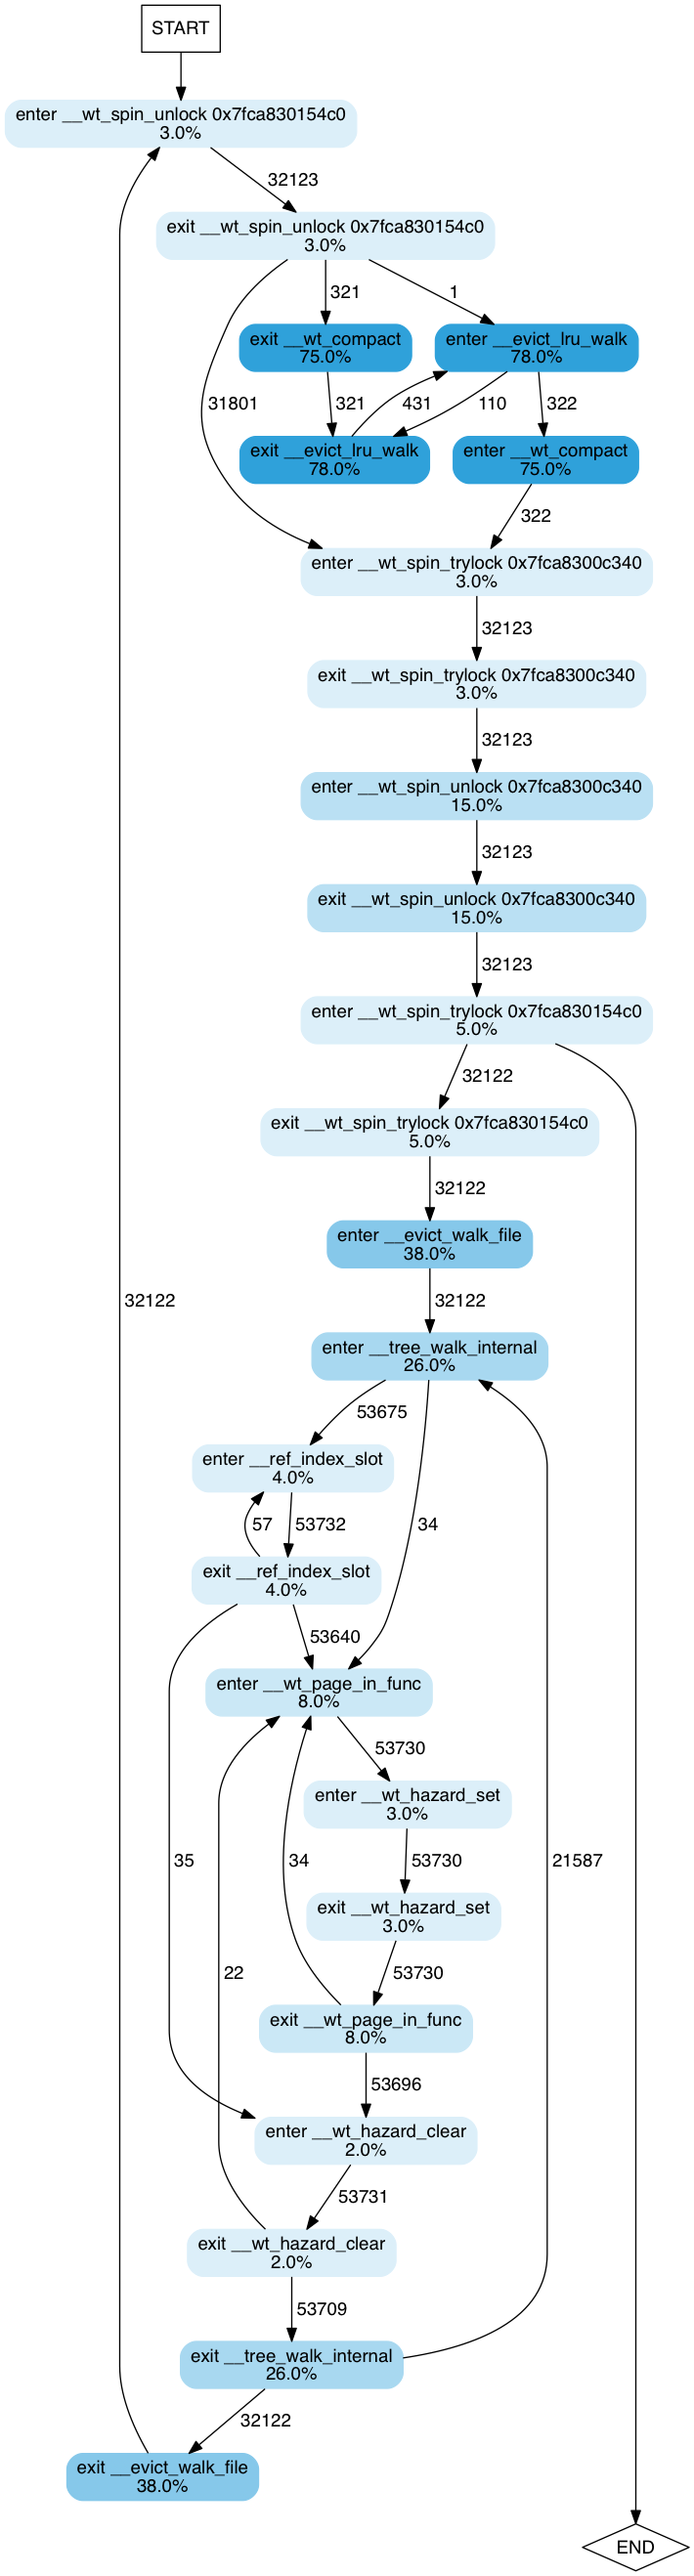 START
enter __wt_spin_unlock 0x7fca830154c0
3.0%
32123
exit __wt_spin_unlock 0x7fca830154c0
3.0%
321
1
exit __wt_compact
75.0%
enter __evict_lru_walk
78.0%
31801
321
431
110
322
exit __evict_lru_walk
78.0%
enter __wt_compact
75.0%
322
enter __wt_spin_trylock 0x7fca8300c340
3.0%
32123
exit __wt_spin_trylock 0x7fca8300c340
3.0%
32123
enter __wt_spin_unlock 0x7fca8300c340
15.0%
32123
exit __wt_spin_unlock 0x7fca8300c340
15.0%
32123
enter __wt_spin_trylock 0x7fca830154c0
5.0%
32122
exit __wt_spin_trylock 0x7fca830154c0
5.0%
32122
enter __evict_walk_file
38.0%
32122
32122
enter __tree_walk_internal
26.0%
53675
enter __ref_index_slot
4.0%
57
53732
34
exit __ref_index_slot
4.0%
53640
enter __wt_page_in_func
8.0%
53730
enter __wt_hazard_set
3.0%
35
34
53730
21587
exit __wt_hazard_set
3.0%
22
53730
exit __wt_page_in_func
8.0%
53696
enter __wt_hazard_clear
2.0%
53731
exit __wt_hazard_clear
2.0%
53709
exit __tree_walk_internal
26.0%
32122
exit __evict_walk_file
38.0%
END